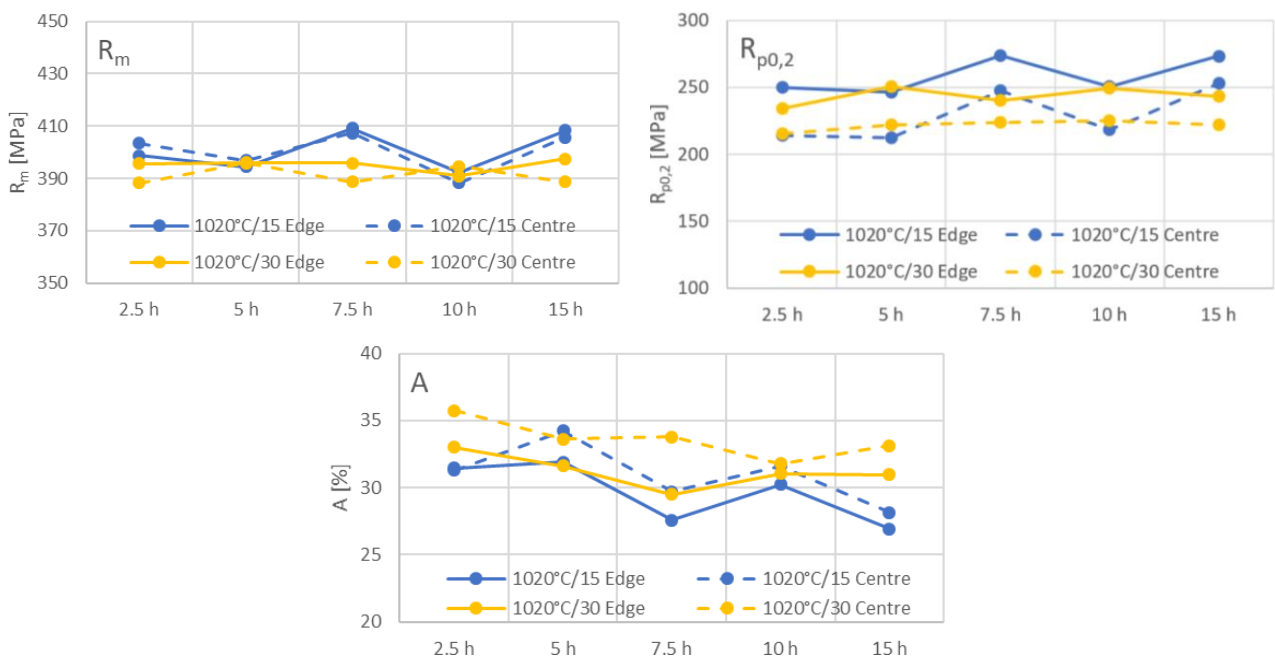 R_m
R_m [MPa]
450
430
410
390
370
350
1020°C/15 Edge
1020°C/15 Centre
1020°C/30 Edge
1020°C/30 Centre
2.5 h 5 h 7.5 h 10 h 15 h
R_p0,2
R_p0,2 [MPa]
300
250
200
150
100
1020°C/15 Edge
1020°C/15 Centre
1020°C/30 Edge
1020°C/30 Centre
2.5 h 5 h 7.5 h 10 h 15 h
A
A [%]
40
35
30
25
20
1020°C/15 Edge
1020°C/15 Centre
1020°C/30 Edge
1020°C/30 Centre
2.5 h 5 h 7.5 h 10 h 15 h